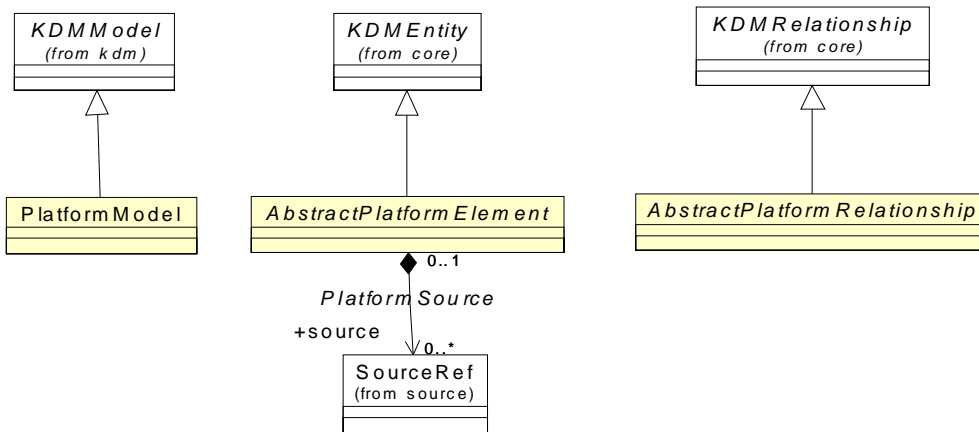 KDMModel
(from kdm)
KDMEntity
(from core)
KDMRelationship
(from core)
PlatformModel
AbstractPlatformElement
AbstractPlatformRelationship
0..1
PlatformSource
+source
0..*
SourceRef
(from source)